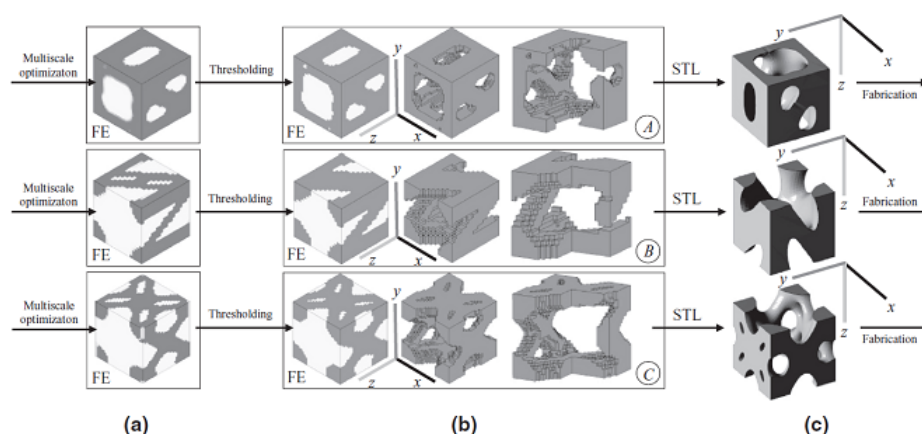 Multiscale
optimizaton
FE
Thresholding
FE
y
z
x
A
STL
y
x
z
Fabrication
Multiscale
optimizaton
FE
Thresholding
FE
y
z
x
B
STL
y
x
z
Fabrication
Multiscale
optimizaton
FE
Thresholding
FE
y
z
x
C
STL
y
x
z
Fabrication
(a)
(b)
(c)